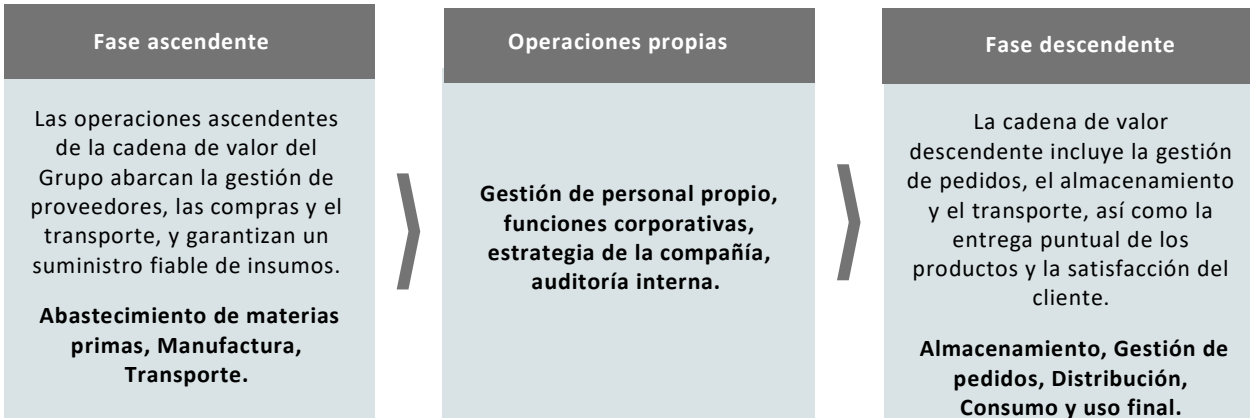 Fase ascendente
Las operaciones ascendentes
de la cadena de valor del
Grupo abarcan la gestión de
proveedores, las compras y el
transporte, y garantizan un
suministro fiable de insumos.
Abastecimiento de materias
primas, Manufactura,
Transporte.
Operaciones propias
Gestión de personal propio,
funciones corporativas,
estrategia de la compañía,
auditoría interna.
Fase descendente
La cadena de valor
descendente incluye la gestión
de pedidos, el almacenamiento
y el transporte, así como la
entrega puntual de los
productos y la satisfacción del
cliente.
Almacenamiento, Gestión de
pedidos, Distribución,
Consumo y uso final.